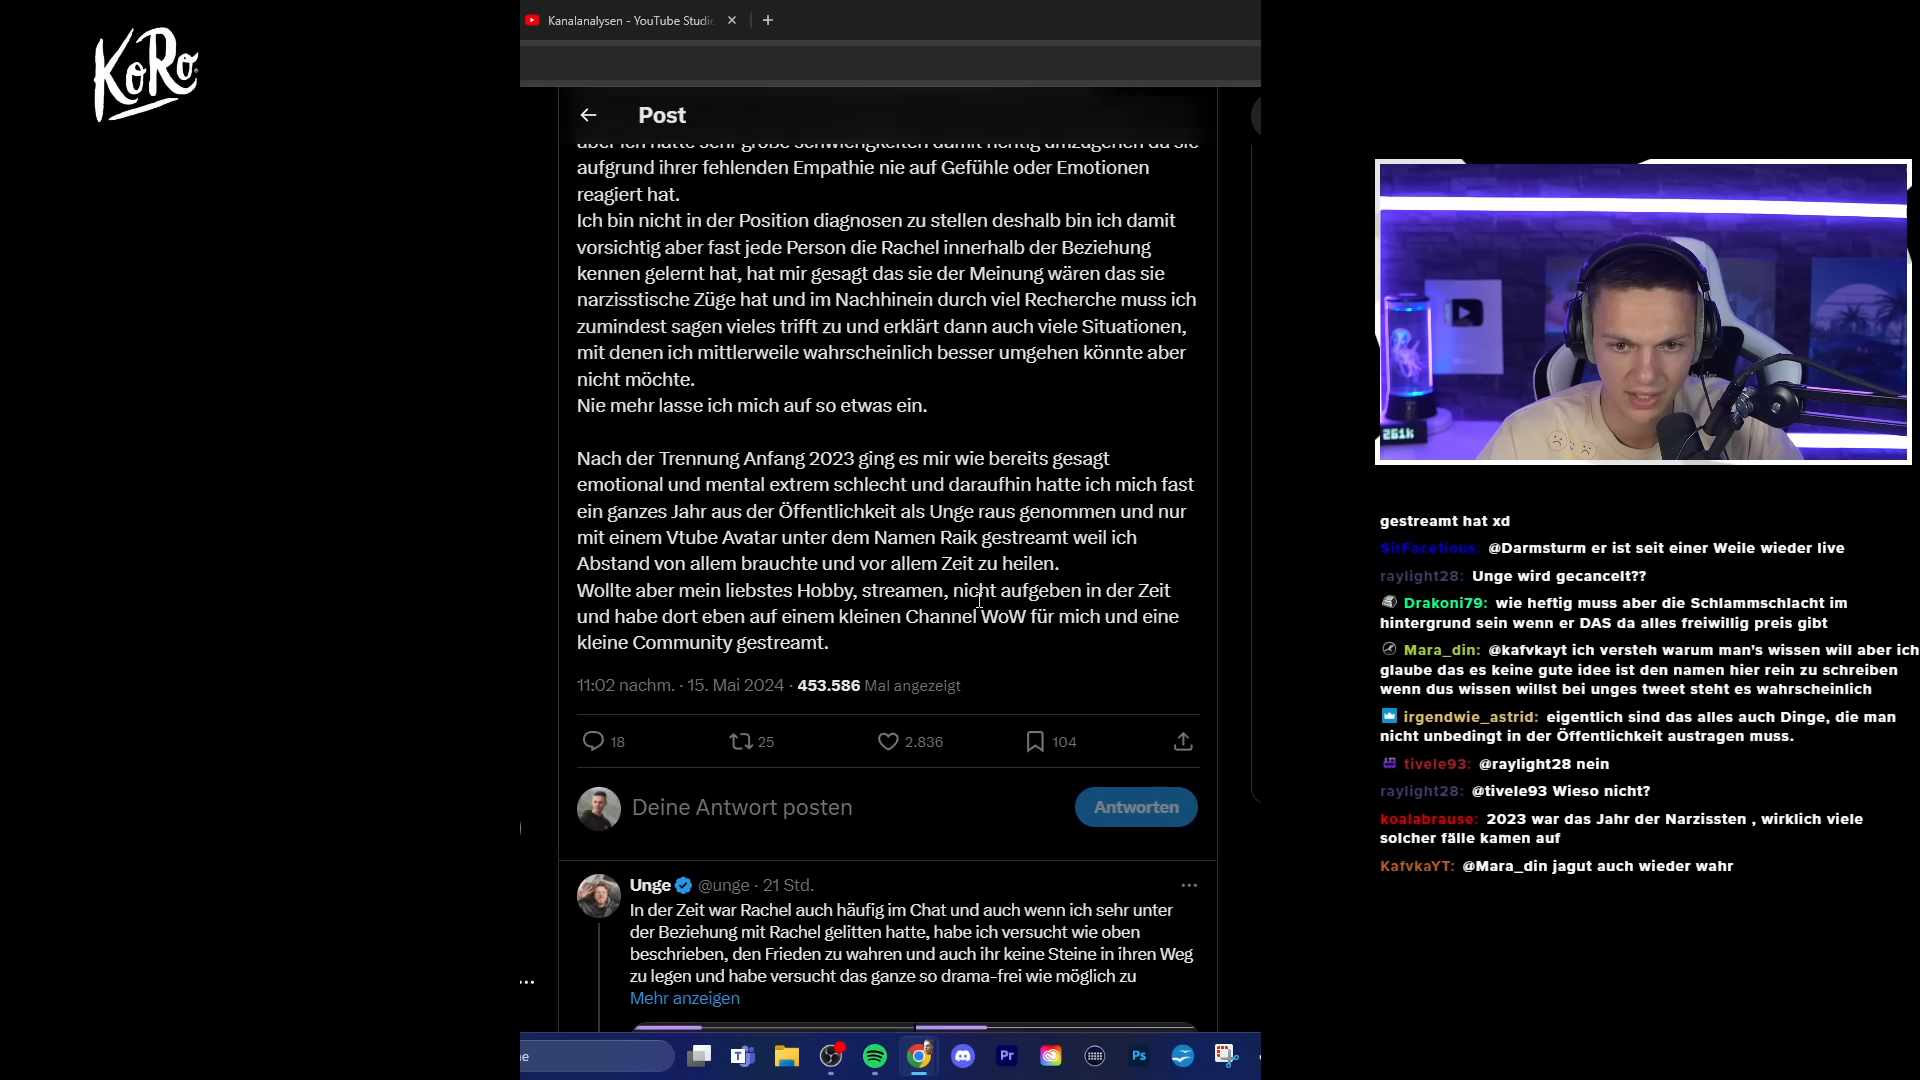 KoRo
Kanalanalysen - YouTube Studio
Post
aber ich hatte sehr große schwierigkeiten damit richtig umzugehen da sie
aufgrund ihrer fehlenden Empathie nie auf Gefühle oder Emotionen
reagiert hat.
Ich bin nicht in der Position diagnosen zu stellen deshalb bin ich damit
vorsichtig aber fast jede Person die Rachel innerhalb der Beziehung
kennen gelernt hat, hat mir gesagt das sie der Meinung wären das sie
narzisstische Züge hat und im Nachhinein durch viel Recherche muss ich
zumindest sagen vieles trifft zu und erklärt dann auch viele Situationen,
mit denen ich mittlerweile wahrscheinlich besser umgehen könnte aber
nicht möchte.
Nie mehr lasse ich mich auf so etwas ein.
Nach der Trennung Anfang 2023 ging es mir wie bereits gesagt
emotional und mental extrem schlecht und daraufhin hatte ich mich fast
ein ganzes Jahr aus der Öffentlichkeit als Unge raus genommen und nur
mit einem Vtube Avatar unter dem Namen Raik gestreamt weil ich
Abstand von allem brauchte und vor allem Zeit zu heilen.
Wollte aber mein liebstes Hobby, streamen, nicht aufgeben in der Zeit
und habe dort eben auf einem kleinen Channel WoW für mich und eine
kleine Community gestreamt.
11:02 nachm. · 15. Mai 2024 · 453.586 Mal angezeigt
18 25 2.836 104
Deine Antwort posten
Antworten
Unge @unge · 21 Std.
In der Zeit war Rachel auch häufig im Chat und auch wenn ich sehr unter
der Beziehung mit Rachel gelitten hatte, habe ich versucht wie oben
beschrieben, den Frieden zu wahren und auch ihr keine Steine in ihren Weg
zu legen und habe versucht das ganze so drama-frei wie möglich zu
Mehr anzeigen
Pr
Ps
261k
gestreamt hat xd
SirFacetious: @Darmsturm er ist seit einer Weile wieder live
raylight28: Unge wird gecancelt??
Drakoni79: wie heftig muss aber die Schlammschlacht im
hintergrund sein wenn er DAS da alles freiwillig preis gibt
Mara_din: @kafvkayt ich versteh warum man's wissen will aber ich
glaube das es keine gute idee ist den namen hier rein zu schreiben
wenn dus wissen willst bei unges tweet steht es wahrscheinlich
irgendwie_astrid: eigentlich sind das alles auch Dinge, die man
nicht unbedingt in der Öffentlichkeit austragen muss.
tivele93: @raylight28 nein
raylight28: @tivele93 Wieso nicht?
koalabrause: 2023 war das Jahr der Narzissten , wirklich viele
solcher fälle kamen auf
KafvkaYT: @Mara_din jagut auch wieder wahr